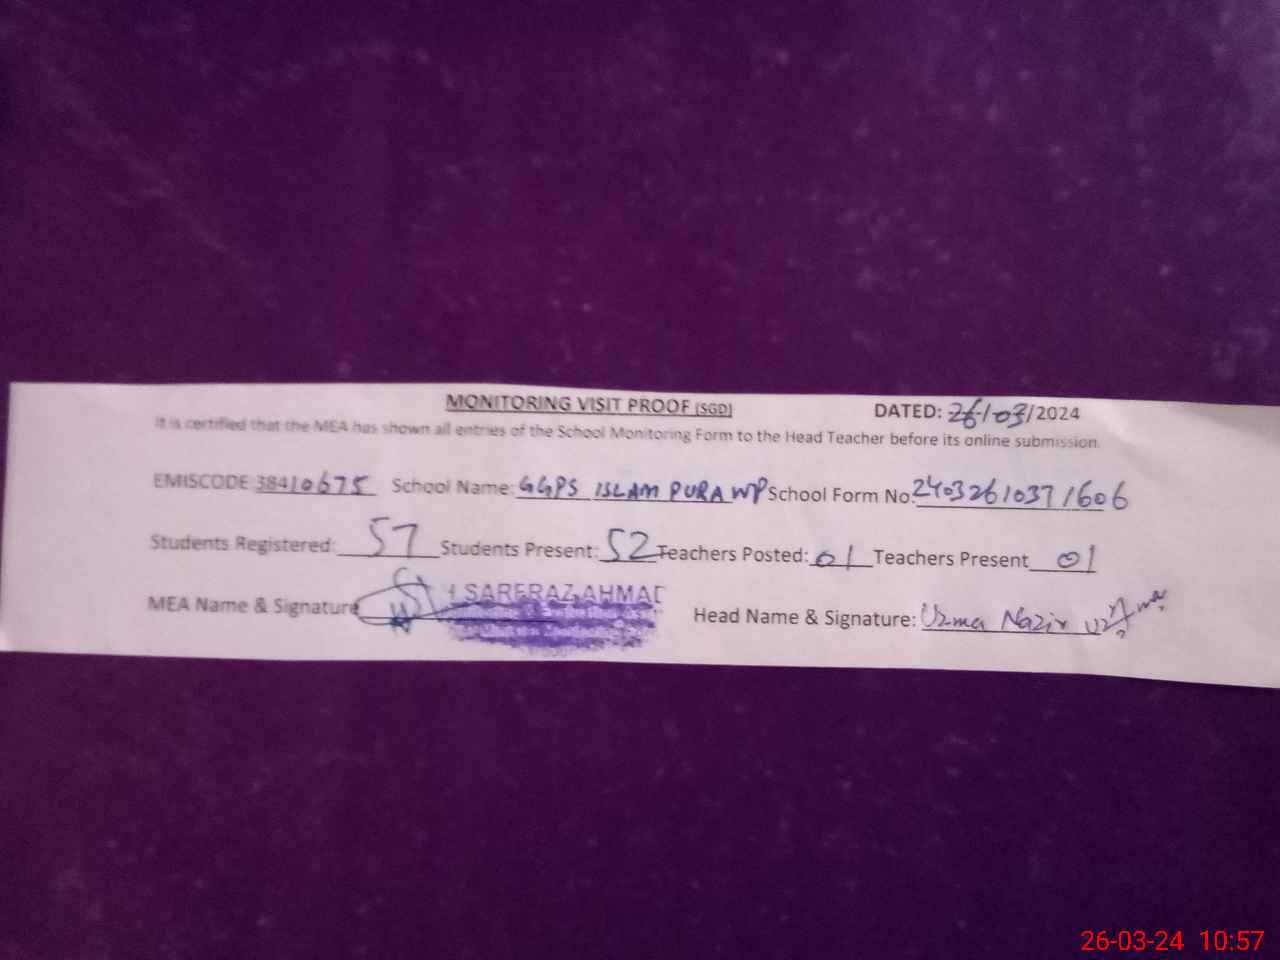 MONITORING VISIT PROOF (SGD) DATED: 26/03/2024
It is certified that the MEA has shown all entries of the School Monitoring Form to the Head Teacher before its online submission.
EMISCODE 38410675 School Name: GGPS ISLAM PURA WP School Form No: 24032610371606
Students Registered: 57 Students Present: 52 Teachers Posted: 01 Teachers Present 01
MEA Name & Signature SARFRAZ AHMAD Head Name & Signature: Uzma Nazir Uzma
26-03-24 10:57